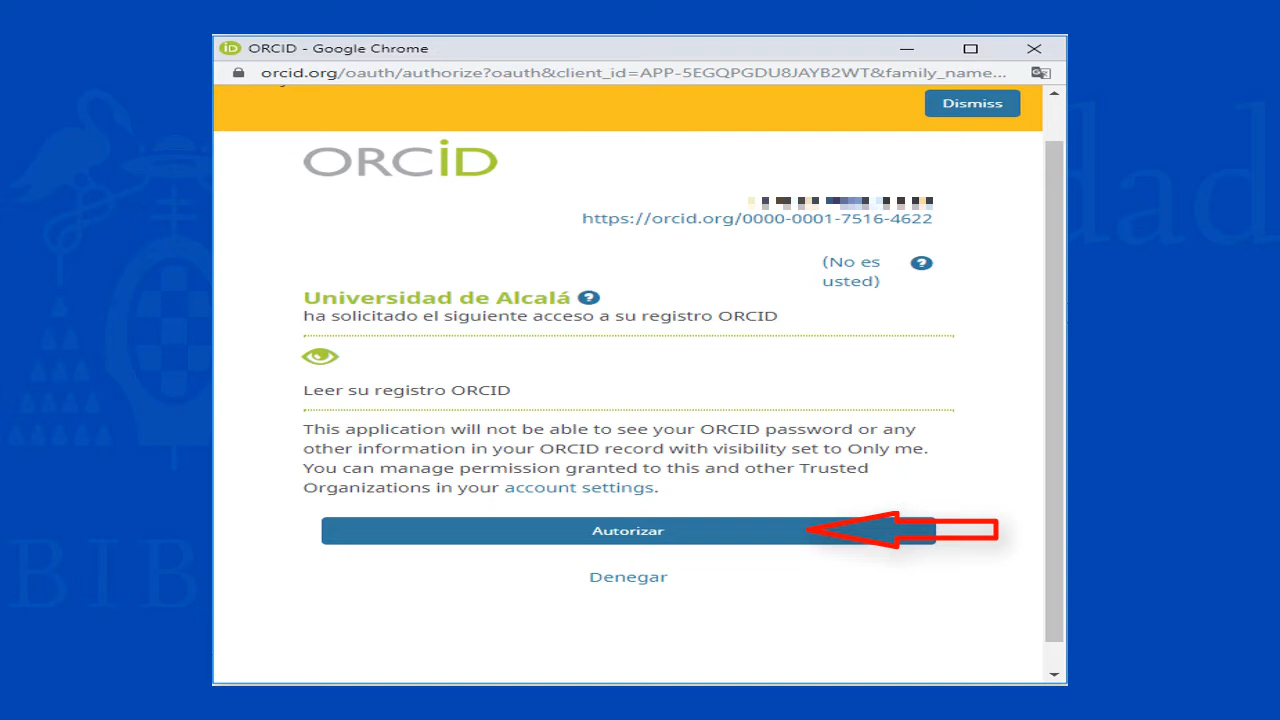 ORCID - Google Chrome
orcid.org/oauth/authorize?oauth&client_id=APP-5EGQPGDU8JAYB2WT&family_name...
Dismiss
ORCID
https://orcid.org/0000-0001-7516-4622
(No es
usted)
Universidad de Alcalá
ha solicitado el siguiente acceso a su registro ORCID
Leer su registro ORCID
This application will not be able to see your ORCID password or any
other information in your ORCID record with visibility set to Only me.
You can manage permission granted to this and other Trusted
Organizations in your account settings.
Autorizar
Denegar
dad
BIB